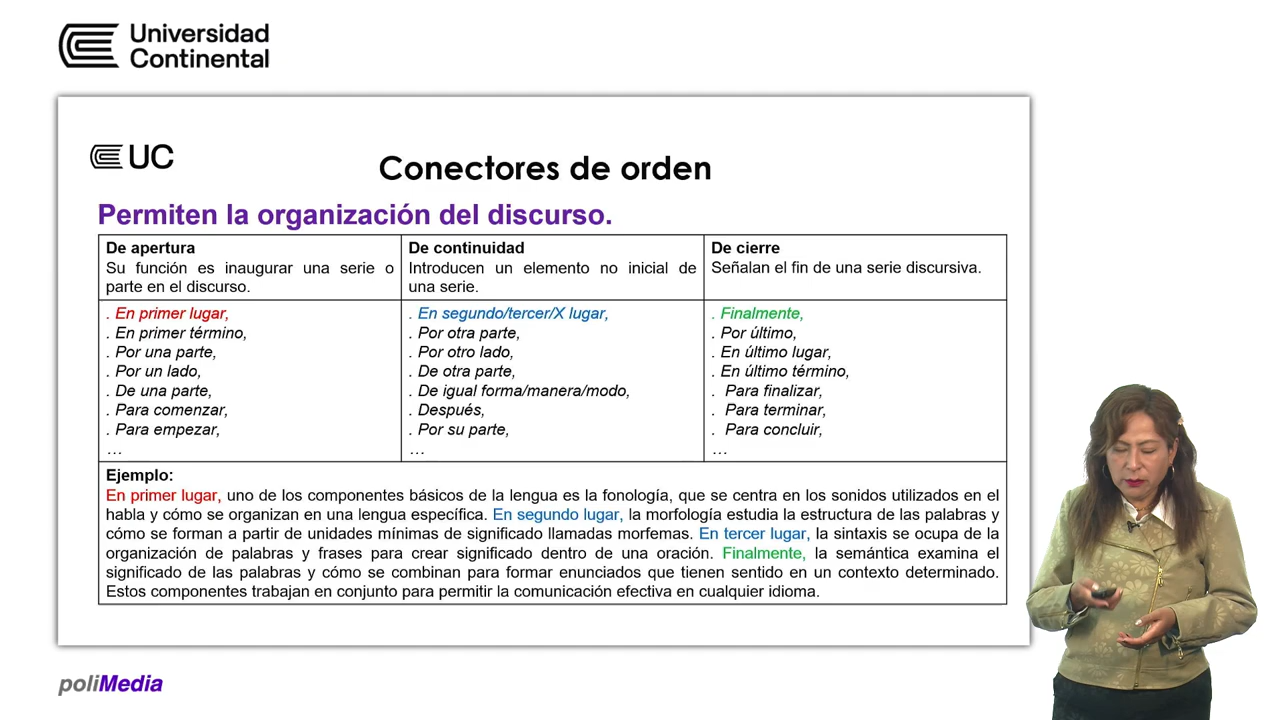 Universidad
Continental
UC
Conectores de orden
Permiten la organización del discurso.
De apertura
Su función es inaugurar una serie o
parte en el discurso.
De continuidad
Introducen un elemento no inicial de
una serie.
De cierre
Señalan el fin de una serie discursiva.
. En primer lugar,
. En primer término,
. Por una parte,
. Por un lado,
. De una parte,
. Para comenzar,
. Para empezar,
…
. En segundo/tercer/X lugar,
. Por otra parte,
. Por otro lado,
. De otra parte,
. De igual forma/manera/modo,
. Después,
. Por su parte,
…
. Finalmente,
. Por último,
. En último lugar,
. En último término,
. Para finalizar,
. Para terminar,
. Para concluir,
…
Ejemplo:
En primer lugar, uno de los componentes básicos de la lengua es la fonología, que se centra en los sonidos utilizados en el
habla y cómo se organizan en una lengua específica. En segundo lugar, la morfología estudia la estructura de las palabras y
cómo se forman a partir de unidades mínimas de significado llamadas morfemas. En tercer lugar, la sintaxis se ocupa de la
organización de palabras y frases para crear significado dentro de una oración. Finalmente, la semántica examina el
significado de las palabras y cómo se combinan para formar enunciados que tienen sentido en un contexto determinado.
Estos componentes trabajan en conjunto para permitir la comunicación efectiva en cualquier idioma.
poliMedia